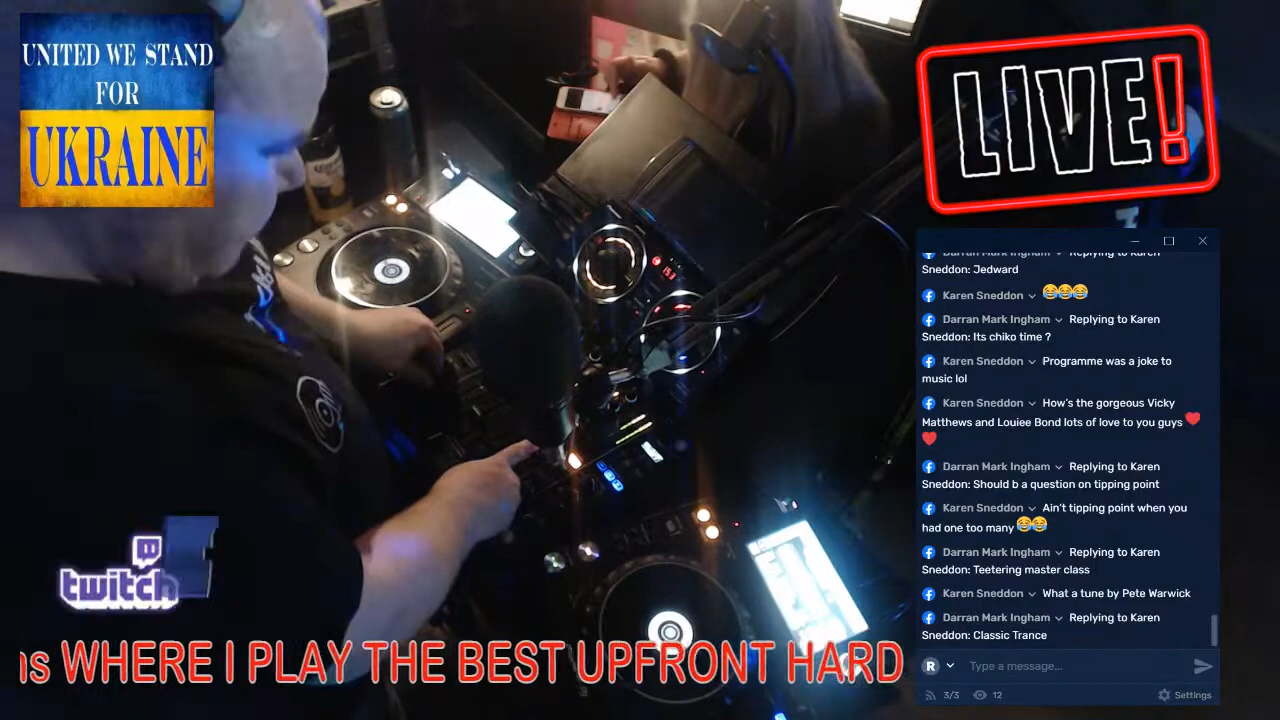 UNITED WE STAND
FOR
UKRAINE
LIVE!
Darran Mark Ingham Replying to Karen
Sneddon: Jedward
Karen Sneddon 😂😂😂
Darran Mark Ingham Replying to Karen
Sneddon: Its chiko time ?
Karen Sneddon Programme was a joke to
music lol
Karen Sneddon How's the gorgeous Vicky
Matthews and Louiee Bond lots of love to you guys ❤️
❤️
Darran Mark Ingham Replying to Karen
Sneddon: Should b a question on tipping point
Karen Sneddon Ain't tipping point when you
had one too many 😂😂
Darran Mark Ingham Replying to Karen
Sneddon: Teetering master class
Karen Sneddon What a tune by Pete Warwick
Darran Mark Ingham Replying to Karen
Sneddon: Classic Trance
R Type a message...
3/3 12 Settings
twitch
WHERE I PLAY THE BEST UPFRONT HARD